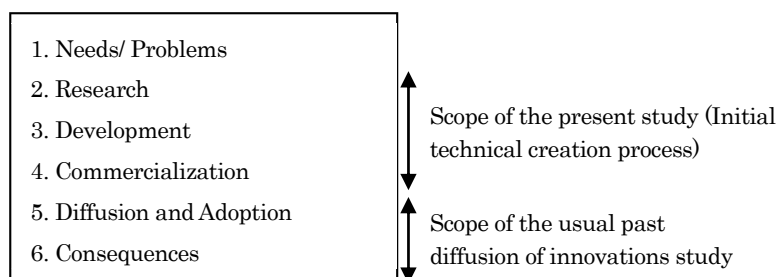 1. Needs/ Problems
2. Research
3. Development
4. Commercialization
5. Diffusion and Adoption
6. Consequences
Scope of the present study (Initial
technical creation process)
Scope of the usual past
diffusion of innovations study